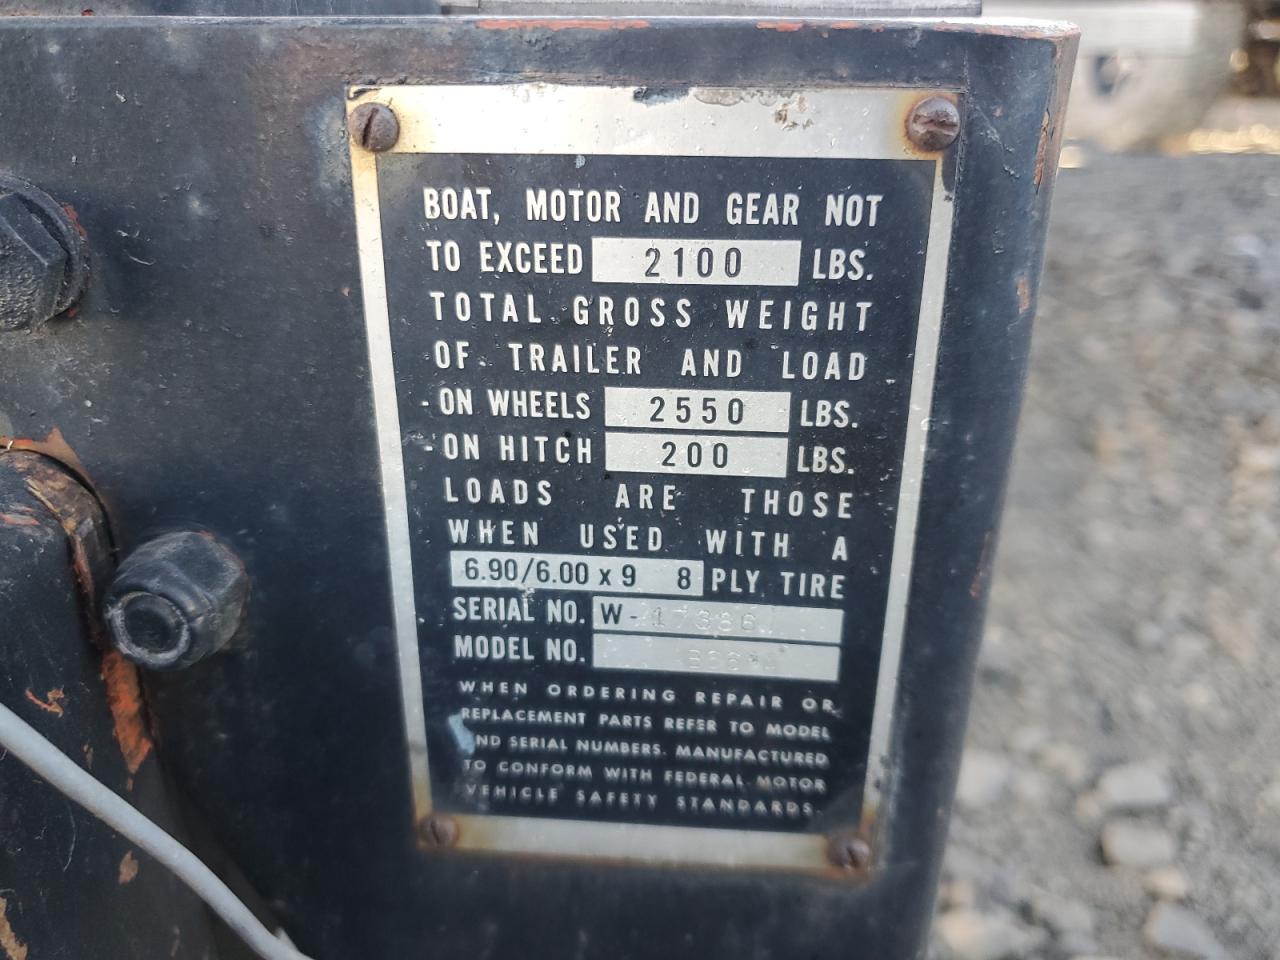 BOAT, MOTOR AND GEAR NOT
TO EXCEED 2100 LBS.
TOTAL GROSS WEIGHT
OF TRAILER AND LOAD
-ON WHEELS 2550 LBS.
-ON HITCH 200 LBS.
LOADS ARE THOSE
WHEN USED WITH A
6.90/6.00 x 9 8 PLY TIRE
SERIAL NO. W-
MODEL NO.
WHEN ORDERING REPAIR OR
REPLACEMENT PARTS REFER TO MODEL
AND SERIAL NUMBERS. MANUFACTURED
TO CONFORM WITH FEDERAL MOTOR
VEHICLE SAFETY STANDARDS.